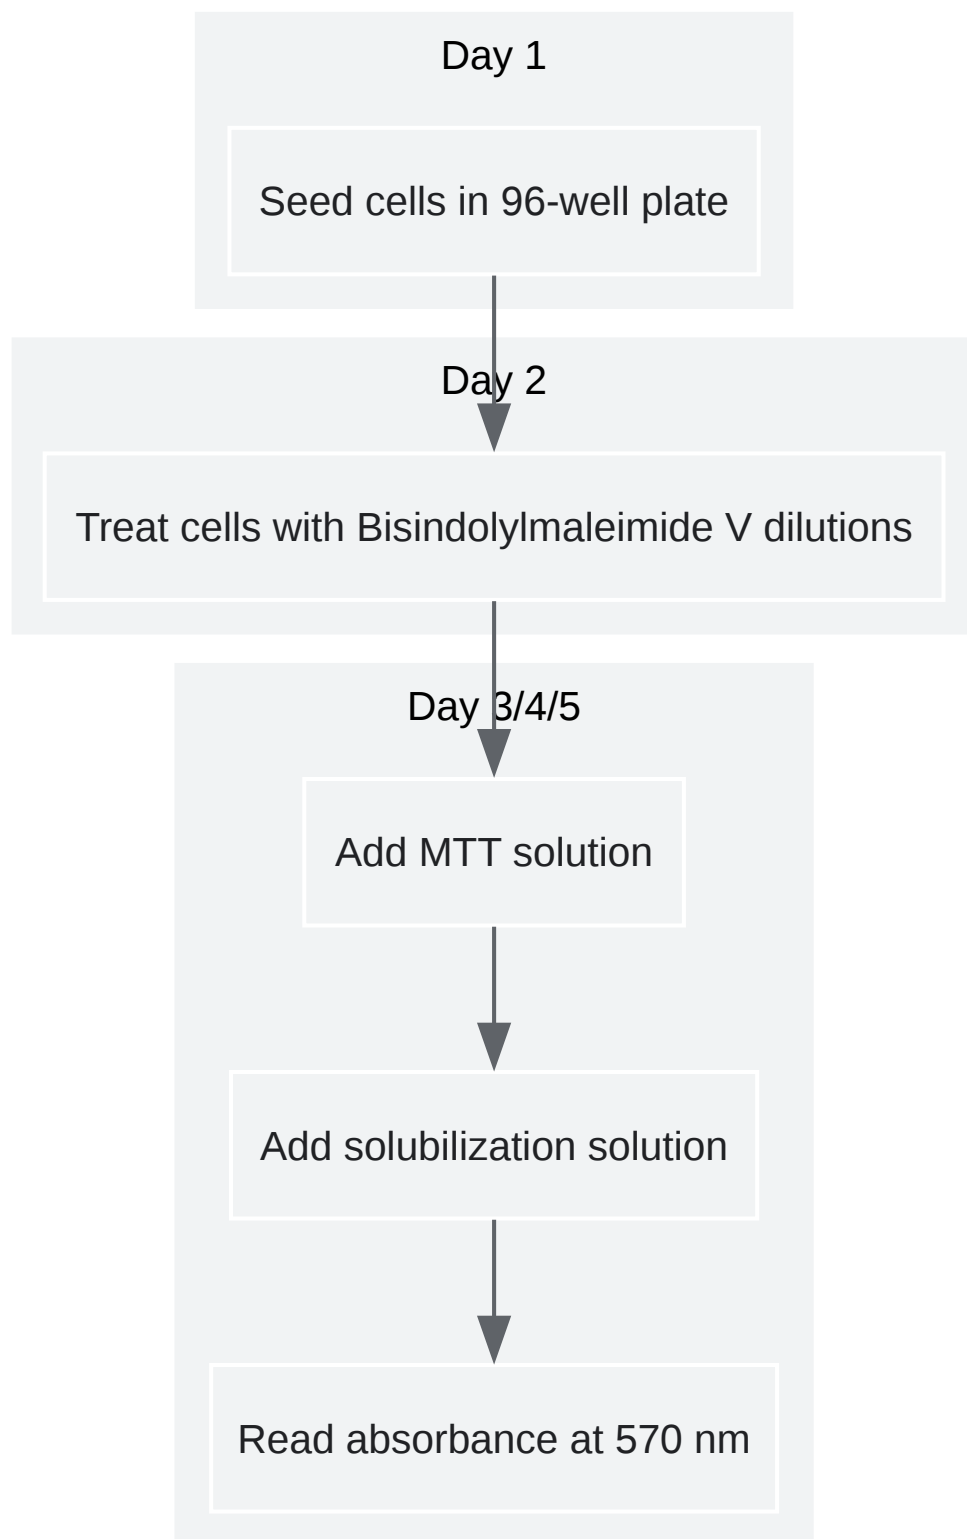 Day 1
Seed cells in 96-well plate
Day 2
Treat cells with Bisindolylmaleimide V dilutions
Day 3/4/5
Add MTT solution
Add solubilization solution
Read absorbance at 570 nm